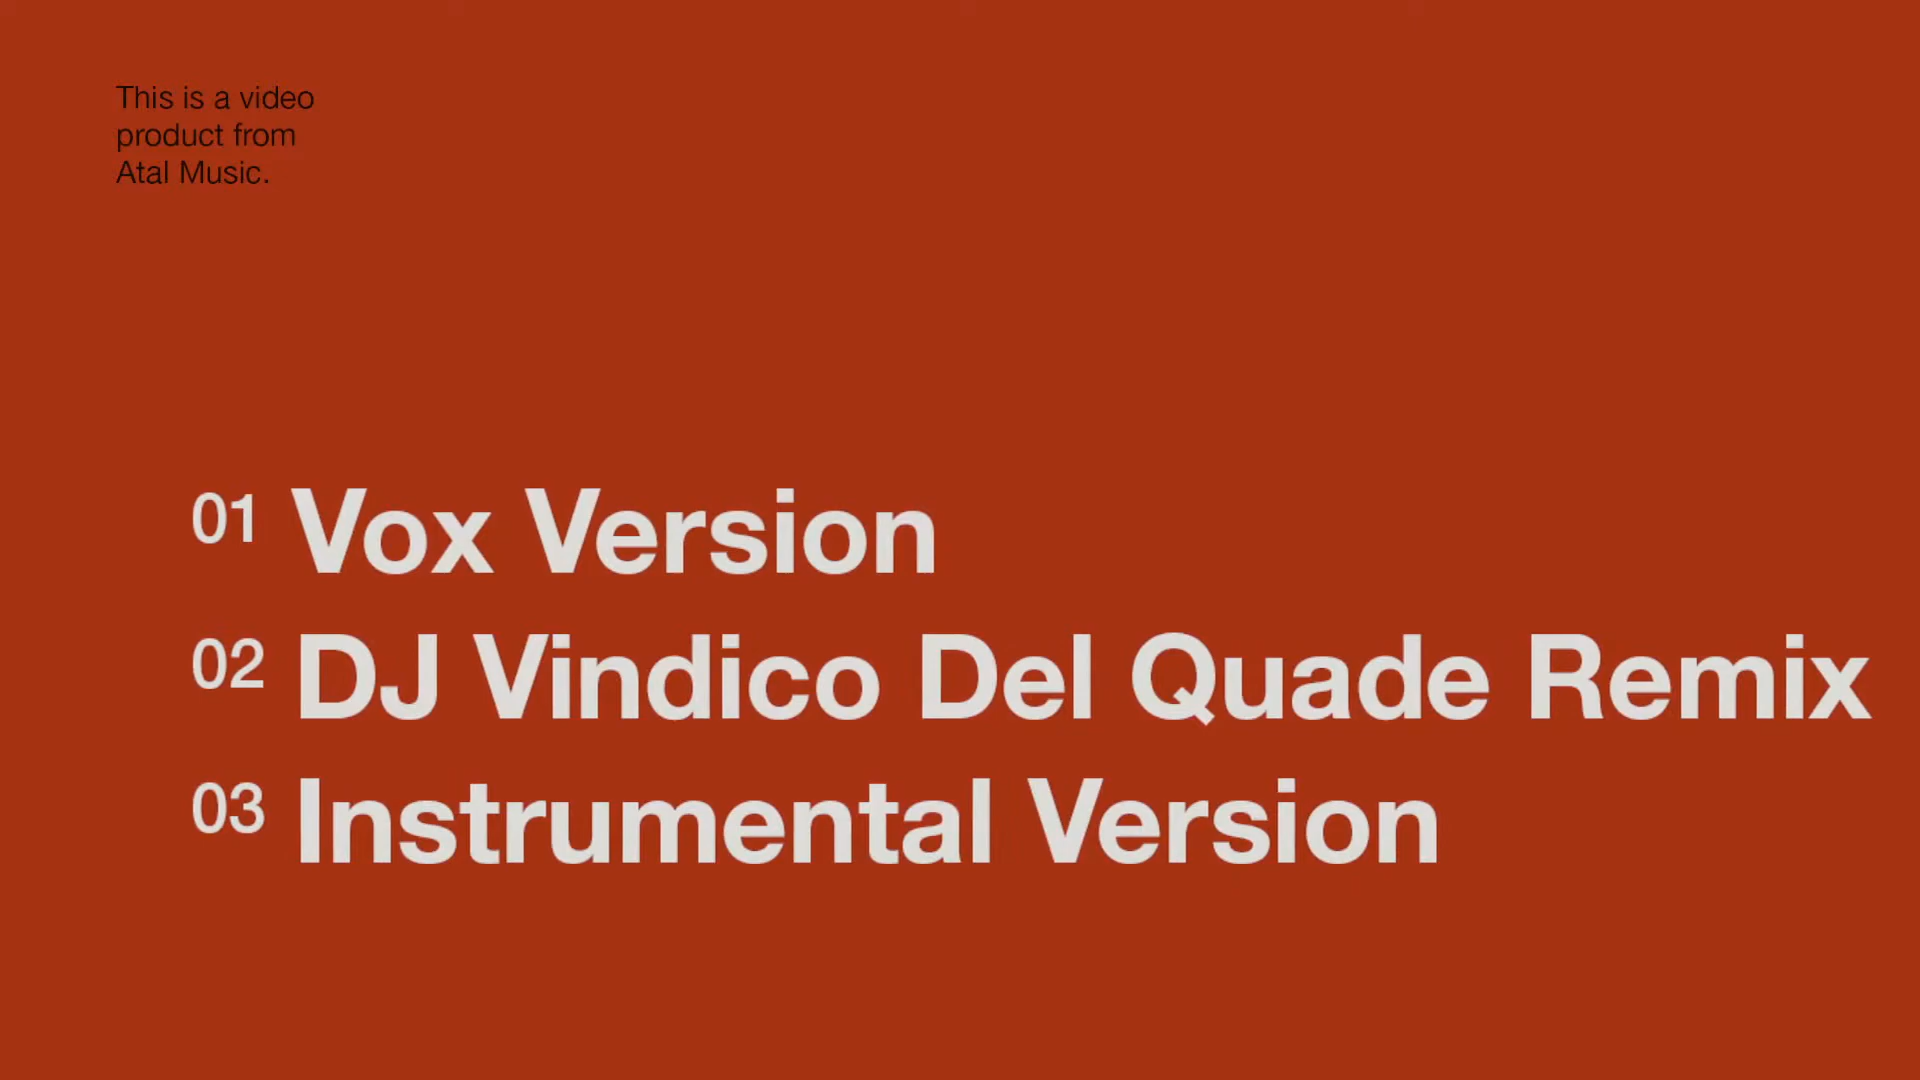 This is a video
product from
Atal Music.
01 Vox Version
02 DJ Vindico Del Quade Remix
03 Instrumental Version